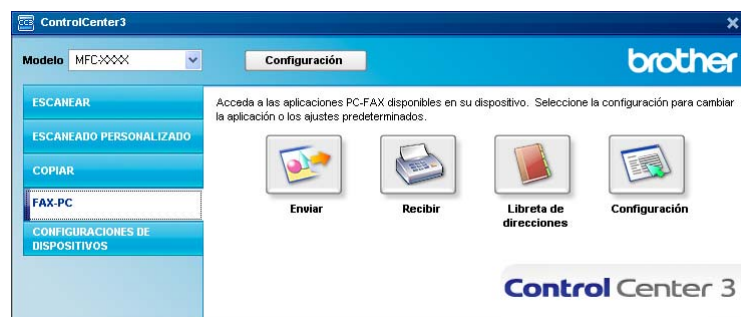 ControlCenter3
Modelo MFC-XXXX Configuración brother
ESCANEAR
ESCANEADO PERSONALIZADO
COPIAR
FAX-PC
CONFIGURACIONES DE
DISPOSITIVOS
Acceda a las aplicaciones PC-FAX disponibles en su dispositivo. Seleccione la configuración para cambiar
la aplicación o los ajustes predeterminados.
Enviar
Recibir
Libreta de
direcciones
Configuración
Control Center 3